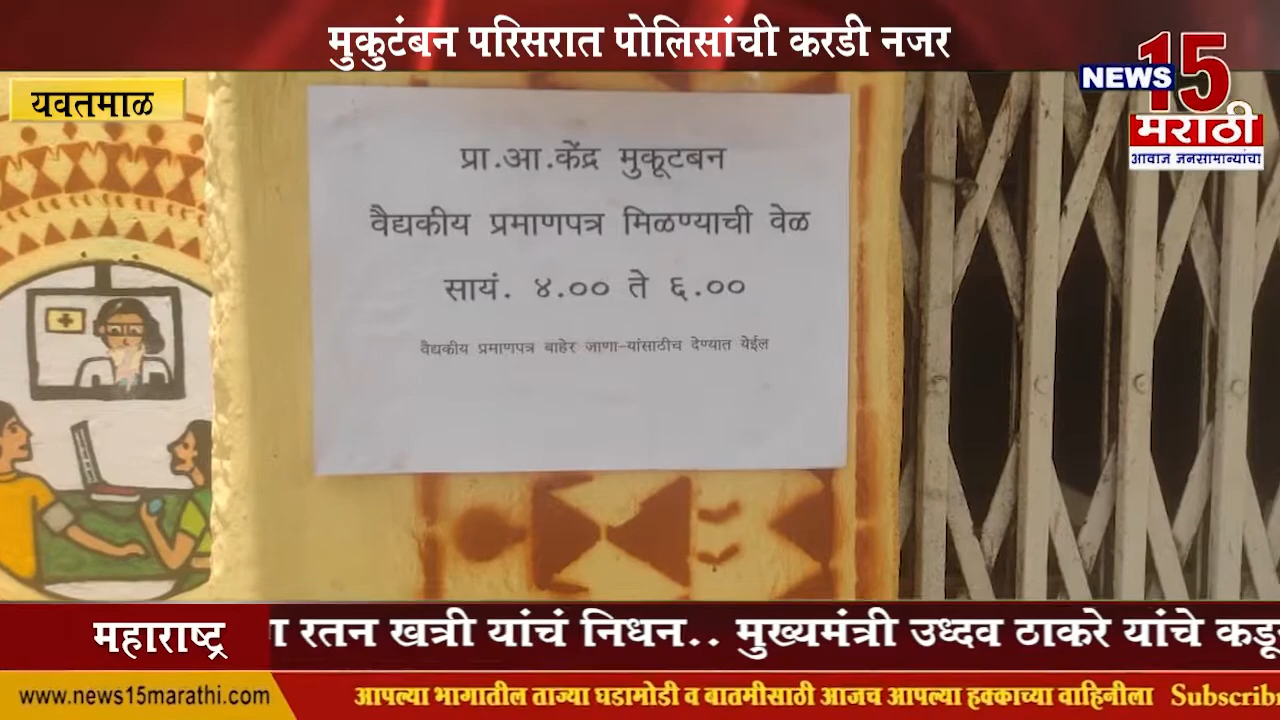 मुकुटंबन परिसरात पोलिसांची करडी नजर
यवतमाळ
NEWS 15
मराठी
आवाज जनसामान्यांचा
प्रा.आ.केंद्र मुकूटबन
वैद्यकीय प्रमाणपत्र मिळण्याची वेळ
सायं. ४.०० ते ६.००
वैद्यकीय प्रमाणपत्र बाहेर जाणा-यांसाठीच देण्यात येईल
महाराष्ट्र
रतन खत्री यांचं निधन.. मुख्यमंत्री उध्दव ठाकरे यांचे कडू
www.news15marathi.com
आपल्या भागातील ताज्या घडामोडी व बातमीसाठी आजच आपल्या हक्काच्या वाहिनीला Subscrib